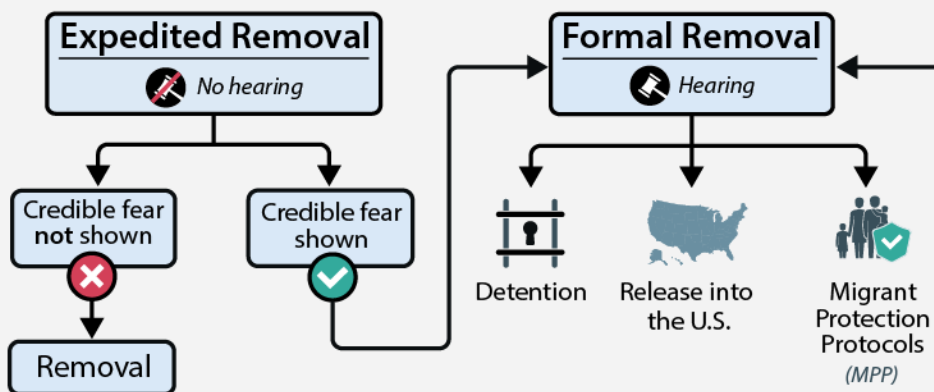 Expedited Removal
No hearing
Credible fear
not shown
Removal
Credible fear
shown
Formal Removal
Hearing
Detention
Release into
the U.S.
Migrant
Protection
Protocols
(MPP)